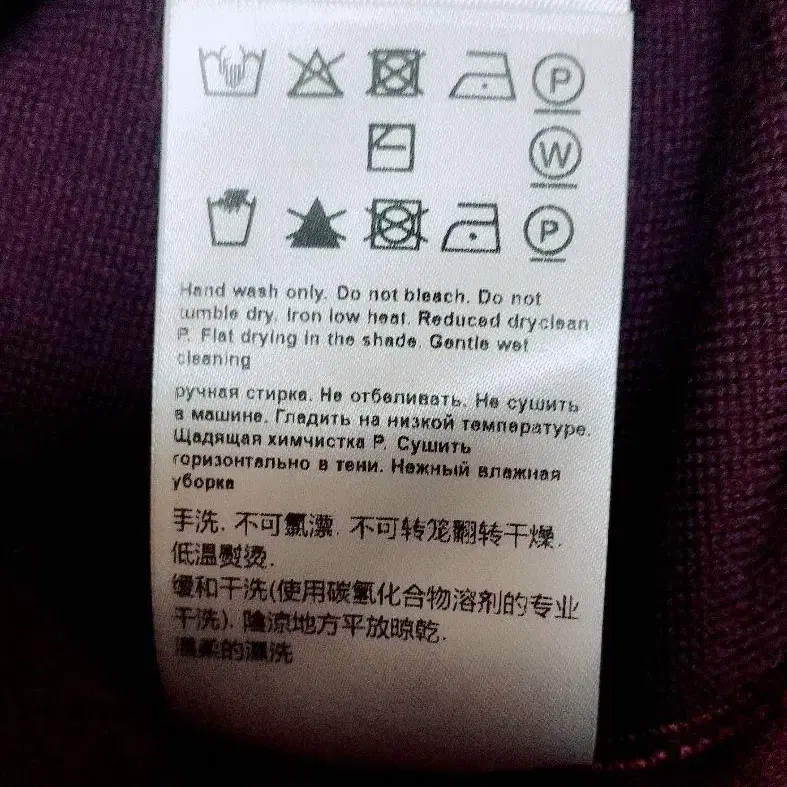 P
W
P
Hand wash only. Do not bleach. Do not
tumble dry. Iron low heat. Reduced dryclean
P. Flat drying in the shade. Gentle wet
cleaning
ручная стирка. Не отбеливать. Не сушить
в машине. Гладить на низкой температуре.
Щадящая химчистка P. Сушить
горизонтально в тени. Нежный влажная
уборка
手洗. 不可氯漂. 不可转笼翻转干燥.
低温熨烫.
缓和干洗(使用碳氢化合物溶剂的专业
干洗). 陰涼地方平放晾乾.
溫柔的濕洗